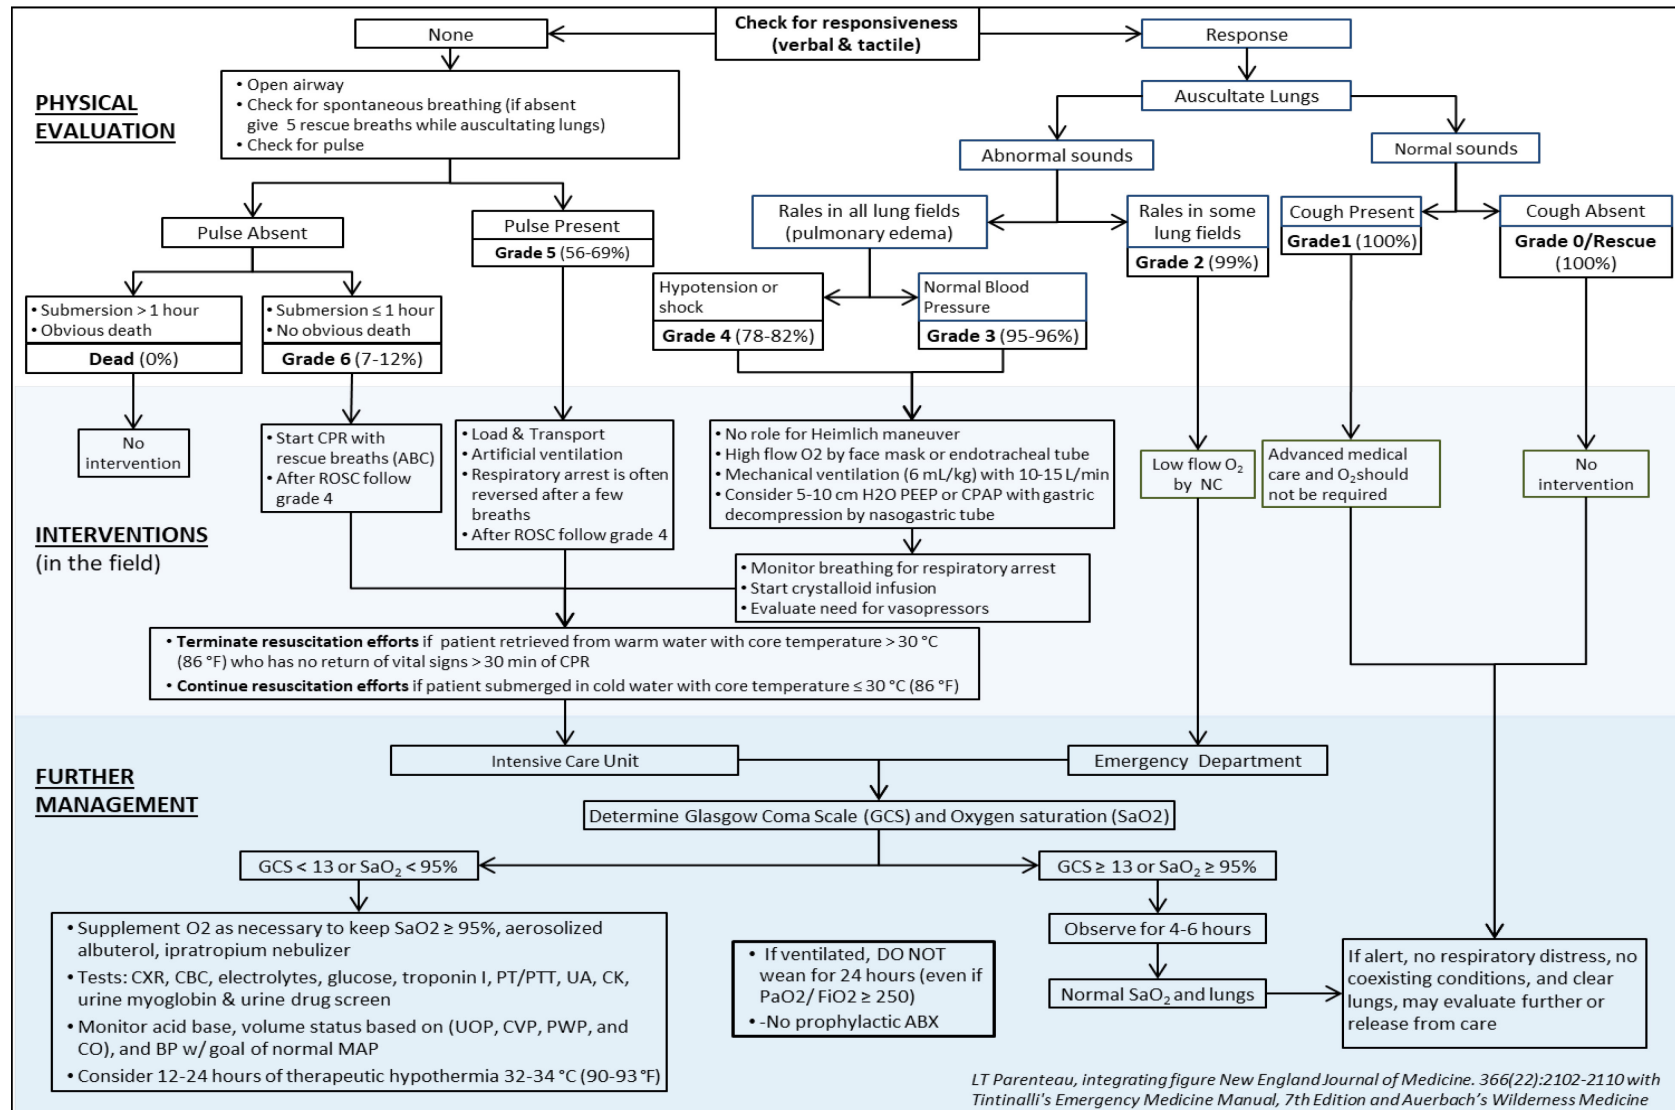 Check for responsiveness
(verbal & tactile)
None
Response
PHYSICAL
EVALUATION
• Open airway
• Check for spontaneous breathing (if absent
give 5 rescue breaths while auscultating lungs)
• Check for pulse
Auscultate Lungs
Abnormal sounds
Normal sounds
Pulse Absent
Pulse Present
Grade 5 (56-69%)
Rales in all lung fields
(pulmonary edema)
Rales in some
lung fields
Grade 2 (99%)
Cough Present
Grade1 (100%)
Cough Absent
Grade 0/Rescue
(100%)
• Submersion > 1 hour
• Obvious death
Dead (0%)
• Submersion ≤ 1 hour
• No obvious death
Grade 6 (7-12%)
Hypotension or
shock
Grade 4 (78-82%)
Normal Blood
Pressure
Grade 3 (95-96%)
INTERVENTIONS
(in the field)
No
intervention
• Start CPR with
rescue breaths (ABC)
• After ROSC follow
grade 4
• Load & Transport
• Artificial ventilation
• Respiratory arrest is often
reversed after a few
breaths
• After ROSC follow grade 4
• No role for Heimlich maneuver
• High flow O2 by face mask or endotracheal tube
• Mechanical ventilation (6 mL/kg) with 10-15 L/min
• Consider 5-10 cm H2O PEEP or CPAP with gastric
decompression by nasogastric tube
Low flow O₂
by NC
Advanced medical
care and O₂should
not be required
No
intervention
• Monitor breathing for respiratory arrest
• Start crystalloid infusion
• Evaluate need for vasopressors
• Terminate resuscitation efforts if patient retrieved from warm water with core temperature > 30 °C
(86 °F) who has no return of vital signs > 30 min of CPR
• Continue resuscitation efforts if patient submerged in cold water with core temperature ≤ 30 °C (86 °F)
FURTHER
MANAGEMENT
Intensive Care Unit
Emergency Department
Determine Glasgow Coma Scale (GCS) and Oxygen saturation (SaO2)
GCS < 13 or SaO₂ < 95%
GCS ≥ 13 or SaO₂ ≥ 95%
• Supplement O2 as necessary to keep SaO2 ≥ 95%, aerosolized
albuterol, ipratropium nebulizer
• Tests: CXR, CBC, electrolytes, glucose, troponin I, PT/PTT, UA, CK,
urine myoglobin & urine drug screen
• Monitor acid base, volume status based on (UOP, CVP, PWP, and
CO), and BP w/ goal of normal MAP
• Consider 12-24 hours of therapeutic hypothermia 32-34 °C (90-93 °F)
• If ventilated, DO NOT
wean for 24 hours (even if
PaO2/ FiO2 ≥ 250)
• -No prophylactic ABX
Observe for 4-6 hours
Normal SaO₂ and lungs
If alert, no respiratory distress, no
coexisting conditions, and clear
lungs, may evaluate further or
release from care
LT Parenteau, integrating figure New England Journal of Medicine. 366(22):2102-2110 with
Tintinalli's Emergency Medicine Manual, 7th Edition and Auerbach's Wilderness Medicine